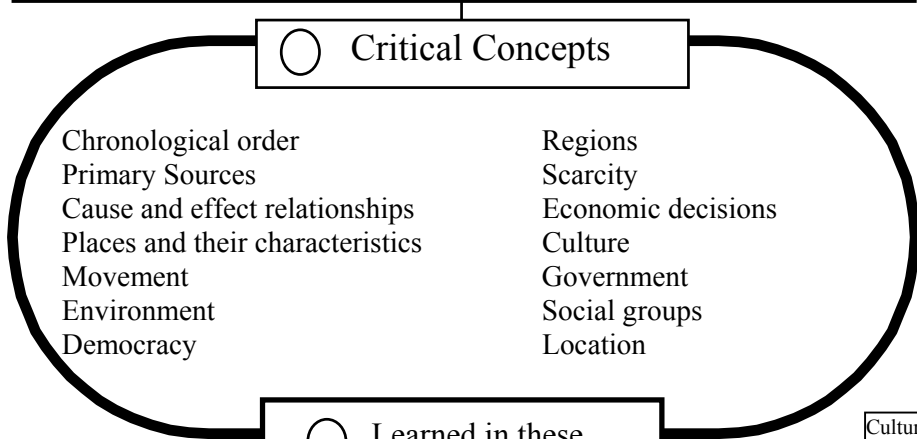 Critical Concepts
Chronological order
Primary Sources
Cause and effect relationships
Places and their characteristics
Movement
Environment
Democracy
Regions
Scarcity
Economic decisions
Culture
Government
Social groups
Location
Learned in these